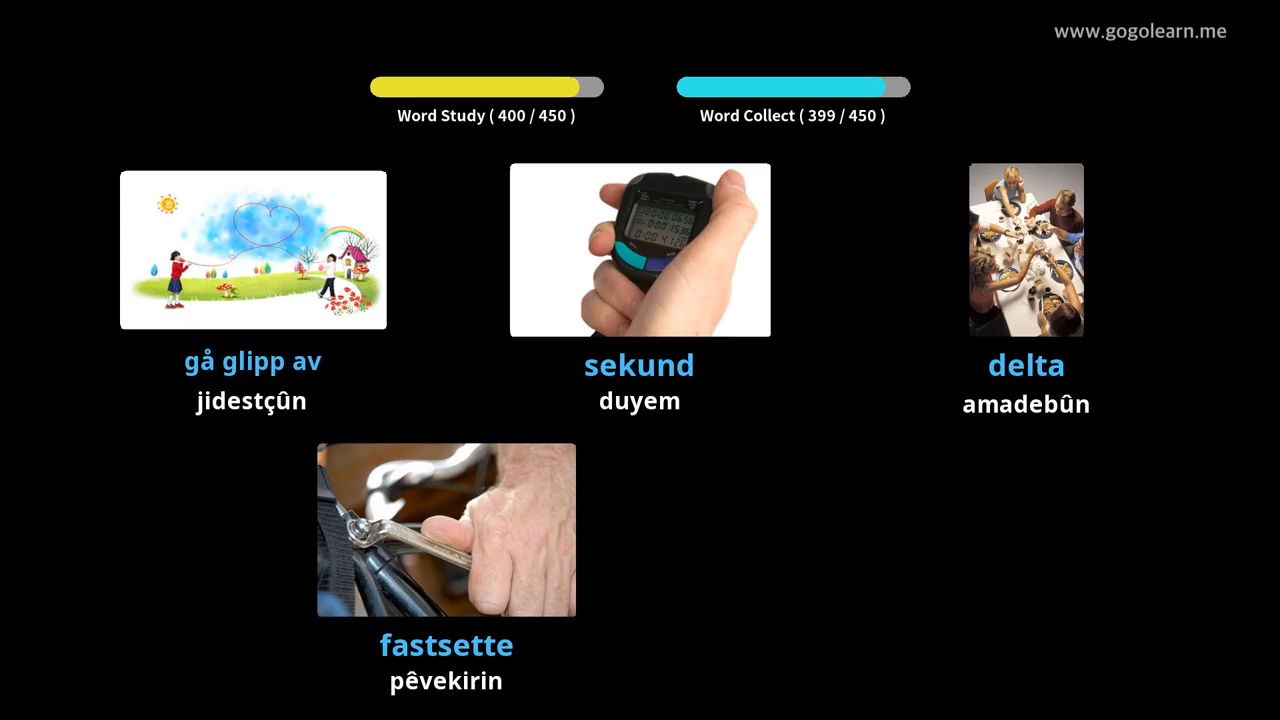 www.gogolearn.me
Word Study ( 400 / 450 )
Word Collect ( 399 / 450 )
gå glipp av
jidestçûn
sekund
duyem
delta
amadebûn
fastsette
pêvekirin